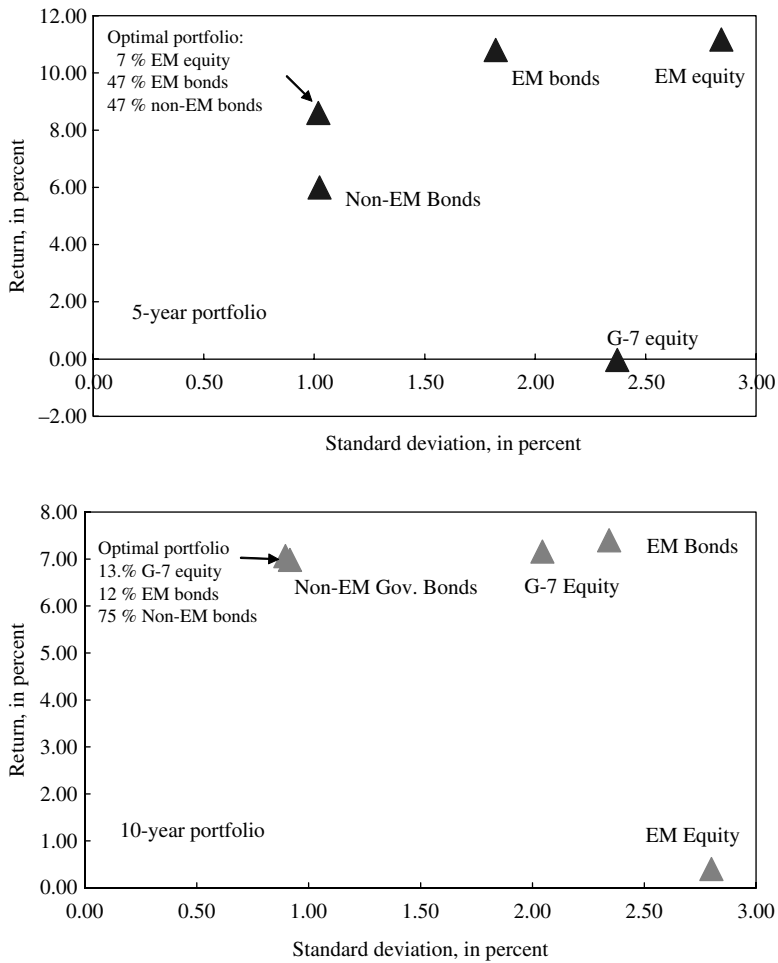 12.00
10.00
8.00
6.00
4.00
2.00
0.00
–2.00
Return, in percent
Optimal portfolio:
7 % EM equity
47 % EM bonds
47 % non-EM bonds
EM bonds
EM equity
Non-EM Bonds
5-year portfolio
G-7 equity
0.00 0.50 1.00 1.50 2.00 2.50 3.00
Standard deviation, in percent
8.00
7.00
6.00
5.00
4.00
3.00
2.00
1.00
0.00
Return, in percent
Optimal portfolio
13.% G-7 equity
12 % EM bonds
75 % Non-EM bonds
Non-EM Gov. Bonds
G-7 Equity
EM Bonds
10-year portfolio
EM Equity
0.00 0.50 1.00 1.50 2.00 2.50 3.00
Standard deviation, in percent